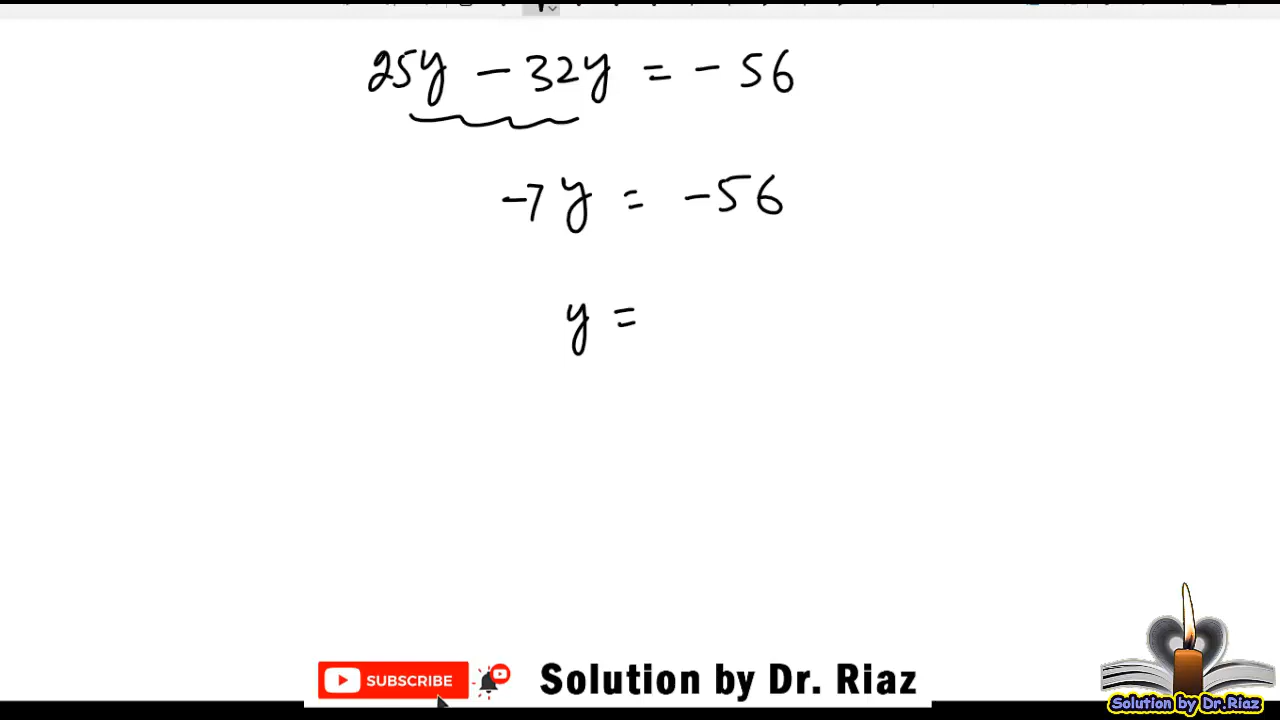 25y - 32y = - 56
-7y = -56
y =
SUBSCRIBE
Solution by Dr. Riaz
Solution by Dr.Riaz